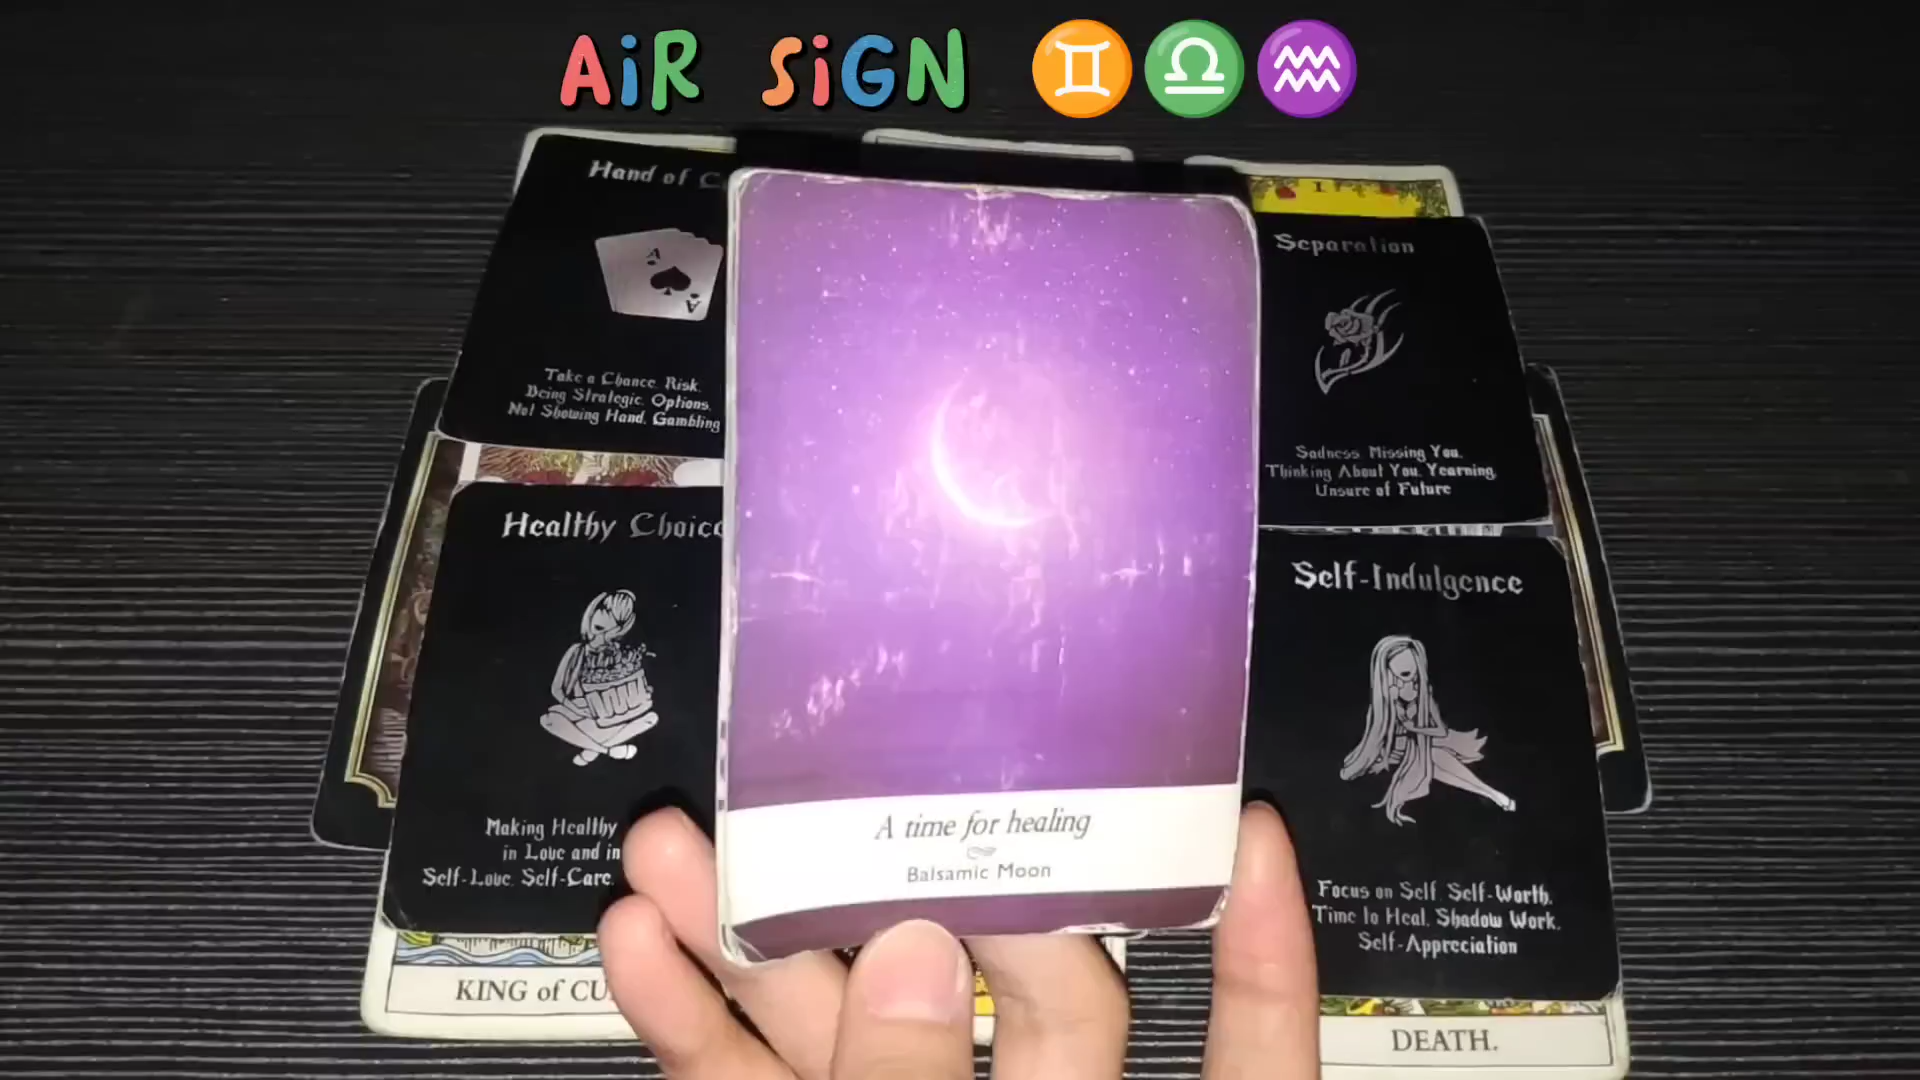 AiR SiGN
Hand of
Take a Chance. Risk.
Being Strategic. Options.
Not Showing Hand. Gambling
Separation
Sadness. Missing You.
Thinking About You. Yearning.
Unsure of Future
I
Healthy
Making Healthy
in Love and in
Self-Love. Self-Care.
Self-Indulgence
Focus on Self. Self-Worth.
Time to Heal. Shadow Work.
Self-Appreciation
A time for healing
Balsamic Moon
KING of
DEATH.